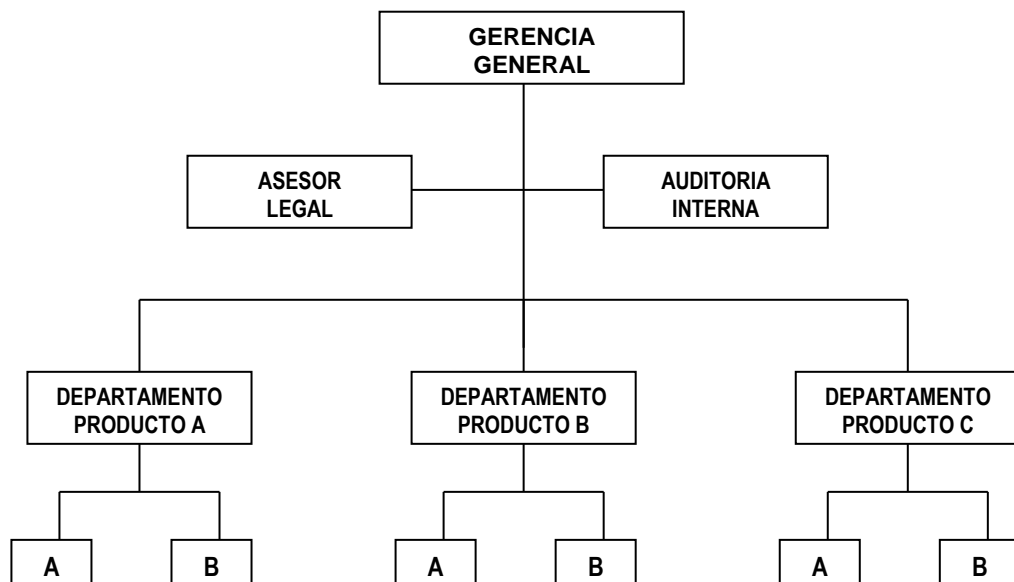 GERENCIA
GENERAL
ASESOR
LEGAL
AUDITORIA
INTERNA
DEPARTAMENTO
PRODUCTO A
DEPARTAMENTO
PRODUCTO B
DEPARTAMENTO
PRODUCTO C
A
B
A
B
A
B